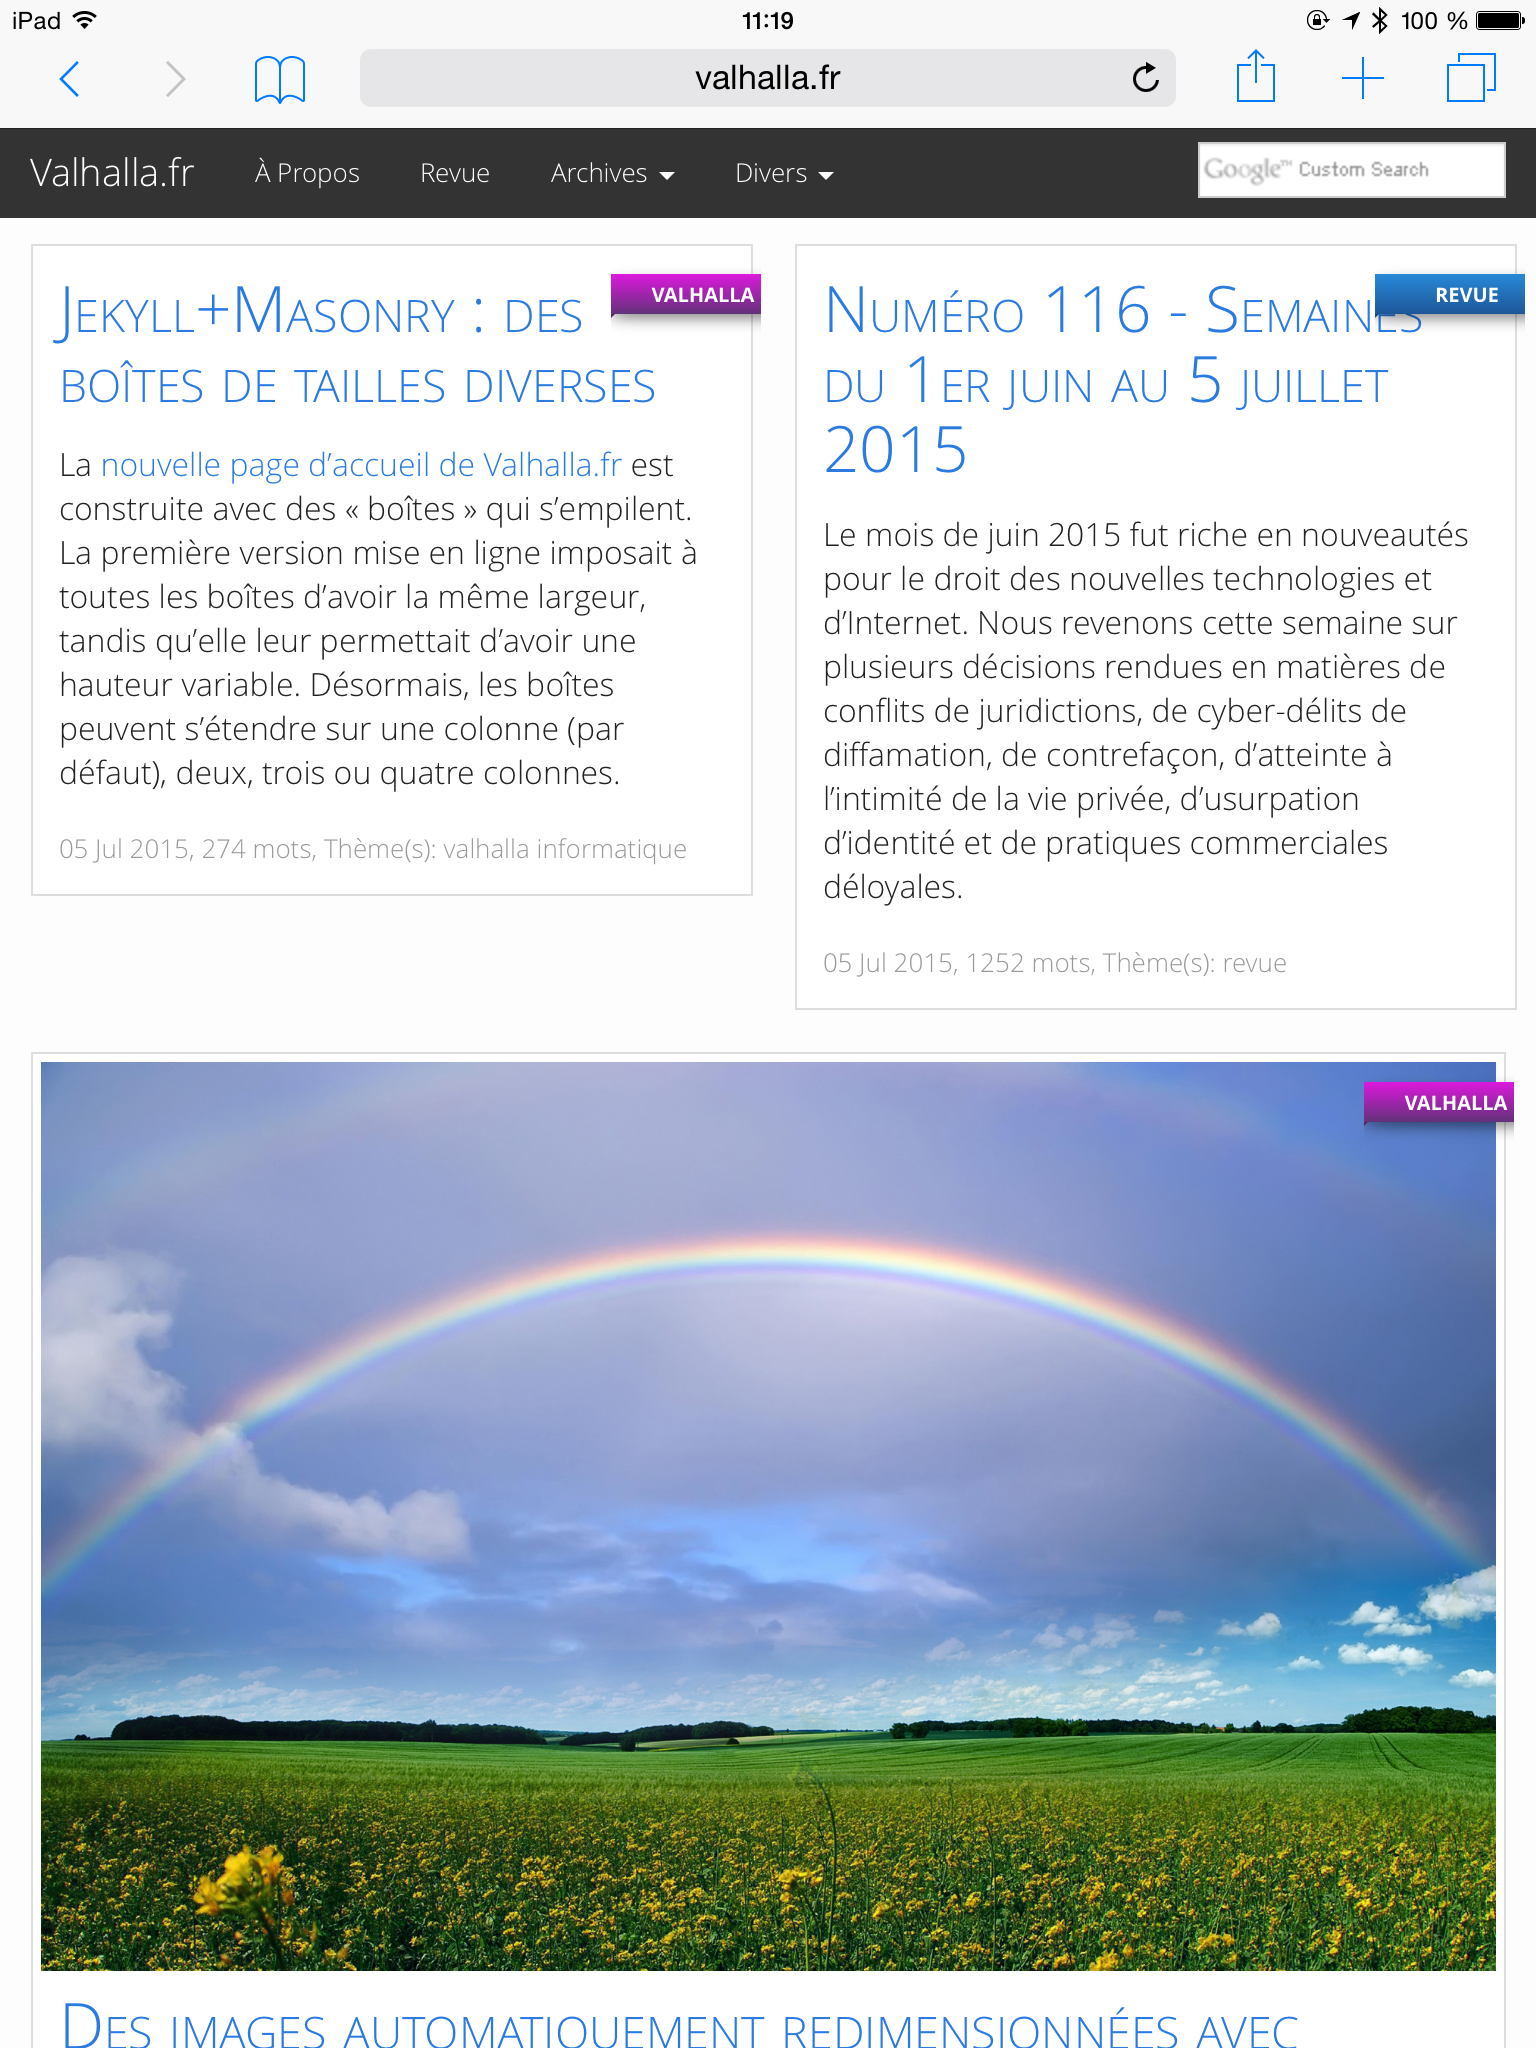 iPad 11:19 100 %
valhalla.fr
Valhalla.fr À Propos Revue Archives Divers Google™ Custom Search
VALHALLA
Jekyll+Masonry : des
boîtes de tailles diverses
La nouvelle page d’accueil de Valhalla.fr est
construite avec des « boîtes » qui s’empilent.
La première version mise en ligne imposait à
toutes les boîtes d’avoir la même largeur,
tandis qu’elle leur permettait d’avoir une
hauteur variable. Désormais, les boîtes
peuvent s’étendre sur une colonne (par
défaut), deux, trois ou quatre colonnes.
05 Jul 2015, 274 mots, Thème(s): valhalla informatique
REVUE
Numéro 116 - Semaines
du 1er juin au 5 juillet
2015
Le mois de juin 2015 fut riche en nouveautés
pour le droit des nouvelles technologies et
d’Internet. Nous revenons cette semaine sur
plusieurs décisions rendues en matières de
conflits de juridictions, de cyber-délits de
diffamation, de contrefaçon, d’atteinte à
l’intimité de la vie privée, d’usurpation
d’identité et de pratiques commerciales
déloyales.
05 Jul 2015, 1252 mots, Thème(s): revue
VALHALLA
Des images automatiquement redimensionnées avec